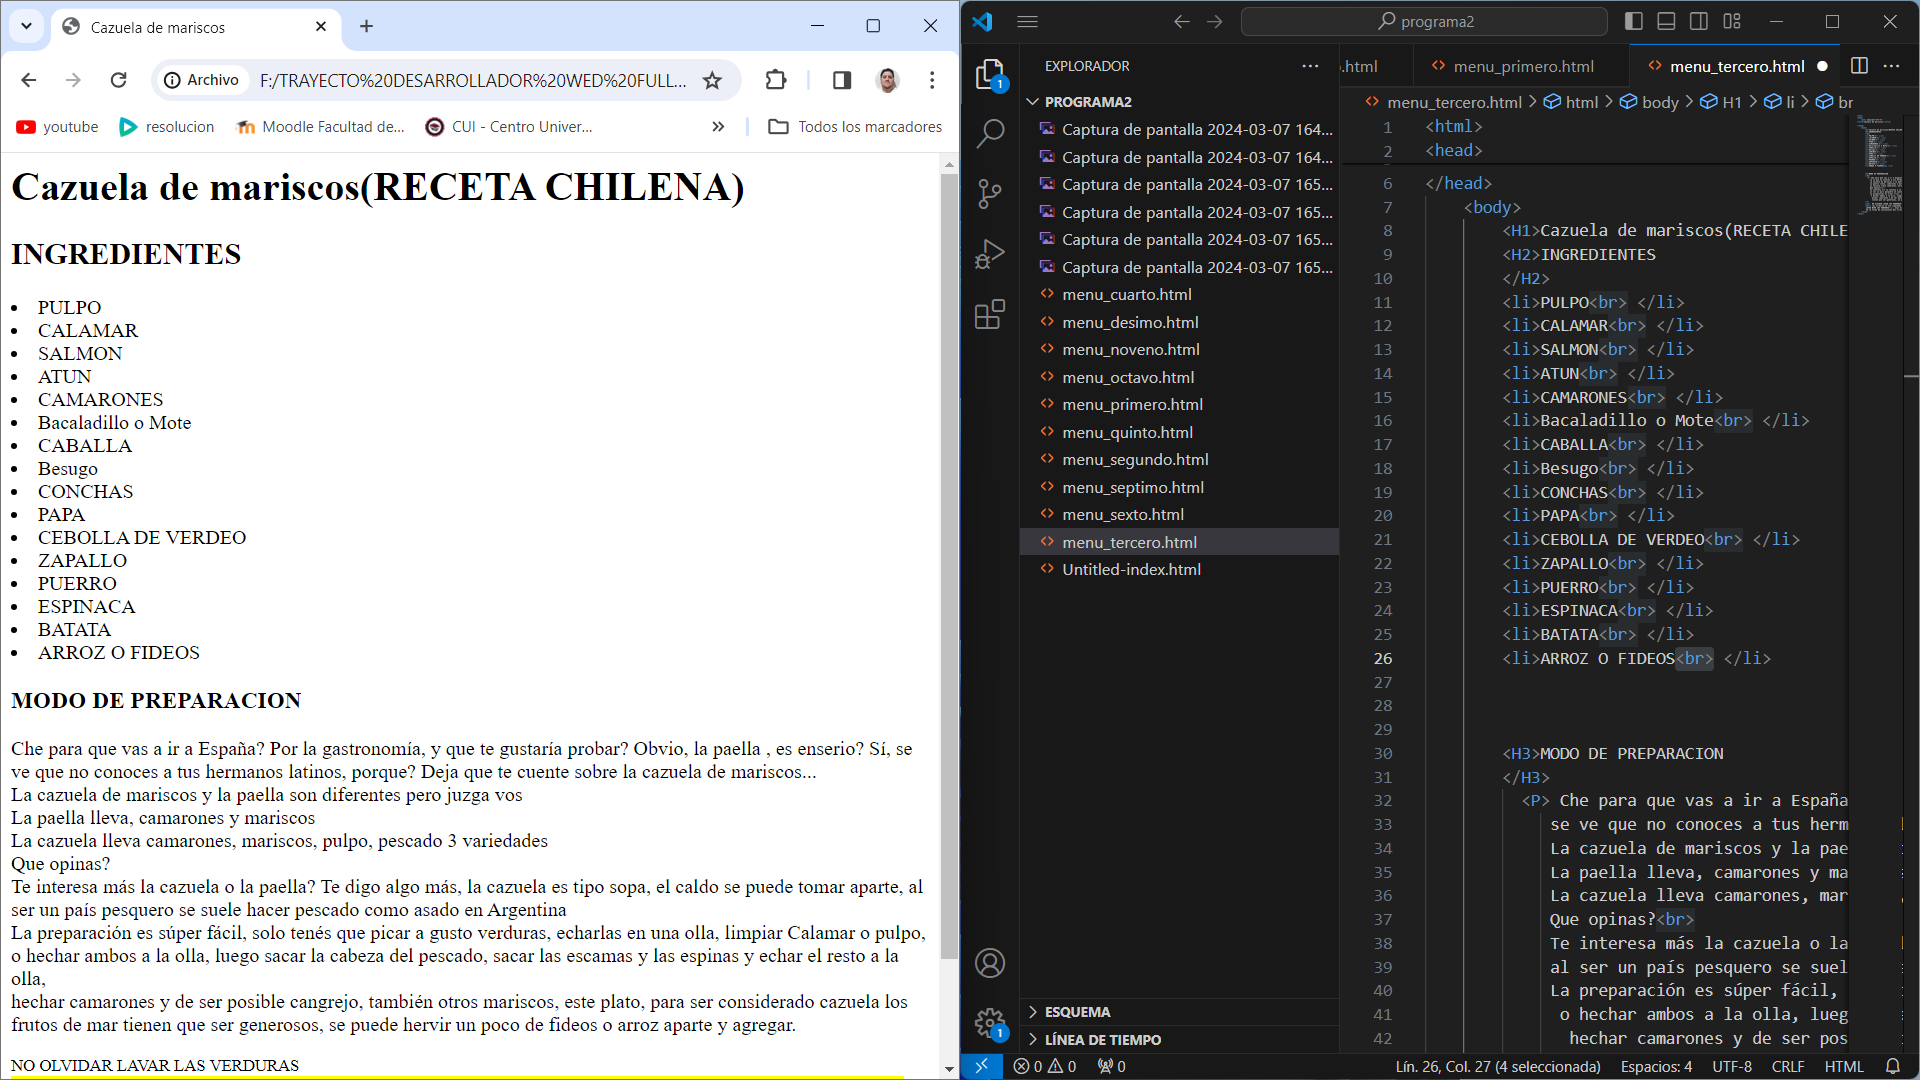 Cazuela de mariscos
Archivo
F:/TRAYECTO%20DESARROLLADOR%20WED%20FULL...
youtube
resolucion
Moodle Facultad de...
CUI - Centro Univer...
Todos los marcadores
Cazuela de mariscos(RECETA CHILENA)
INGREDIENTES
PULPO
CALAMAR
SALMON
ATUN
CAMARONES
Bacaladillo o Mote
CABALLA
Besugo
CONCHAS
PAPA
CEBOLLA DE VERDEO
ZAPALLO
PUERRO
ESPINACA
BATATA
ARROZ O FIDEOS
MODO DE PREPARACION
Che para que vas a ir a España? Por la gastronomía, y que te gustaría probar? Obvio, la paella , es enserio? Sí, se
ve que no conoces a tus hermanos latinos, porque? Deja que te cuente sobre la cazuela de mariscos...
La cazuela de mariscos y la paella son diferentes pero juzga vos
La paella lleva, camarones y mariscos
La cazuela lleva camarones, mariscos, pulpo, pescado 3 variedades
Que opinas?
Te interesa más la cazuela o la paella? Te digo algo más, la cazuela es tipo sopa, el caldo se puede tomar aparte, al
ser un país pesquero se suele hacer pescado como asado en Argentina
La preparación es súper fácil, solo tenés que picar a gusto verduras, echarlas en una olla, limpiar Calamar o pulpo,
o hechar ambos a la olla, luego sacar la cabeza del pescado, sacar las escamas y las espinas y echar el resto a la
olla,
hechar camarones y de ser posible cangrejo, también otros mariscos, este plato, para ser considerado cazuela los
frutos de mar tienen que ser generosos, se puede hervir un poco de fideos o arroz aparte y agregar.
NO OLVIDAR LAVAR LAS VERDURAS
programa2
1
EXPLORADOR
PROGRAMA2
Captura de pantalla 2024-03-07 164...
Captura de pantalla 2024-03-07 164...
Captura de pantalla 2024-03-07 165...
Captura de pantalla 2024-03-07 165...
Captura de pantalla 2024-03-07 165...
Captura de pantalla 2024-03-07 165...
menu_cuarto.html
menu_desimo.html
menu_noveno.html
menu_octavo.html
menu_primero.html
menu_quinto.html
menu_segundo.html
menu_septimo.html
menu_sexto.html
menu_tercero.html
Untitled-index.html
ESQUEMA
LÍNEA DE TIEMPO
1
.html
menu_primero.html
menu_tercero.html
menu_tercero.html > html > body > H1 > li > br
1 <html>
2 <head>
6 </head>
7 <body>
8 <H1>Cazuela de mariscos(RECETA CHILE
9 <H2>INGREDIENTES
10 </H2>
11 <li>PULPO<br> </li>
12 <li>CALAMAR<br> </li>
13 <li>SALMON<br> </li>
14 <li>ATUN<br> </li>
15 <li>CAMARONES<br> </li>
16 <li>Bacaladillo o Mote<br> </li>
17 <li>CABALLA<br> </li>
18 <li>Besugo<br> </li>
19 <li>CONCHAS<br> </li>
20 <li>PAPA<br> </li>
21 <li>CEBOLLA DE VERDEO<br> </li>
22 <li>ZAPALLO<br> </li>
23 <li>PUERRO<br> </li>
24 <li>ESPINACA<br> </li>
25 <li>BATATA<br> </li>
26 <li>ARROZ O FIDEOS<br> </li>
27
28
29
30 <H3>MODO DE PREPARACION
31 </H3>
32 <P> Che para que vas a ir a España
33 se ve que no conoces a tus herm
34 La cazuela de mariscos y la pae
35 La paella lleva, camarones y ma
36 La cazuela lleva camarones, mar
37 Que opinas?<br>
38 Te interesa más la cazuela o la
39 al ser un país pesquero se suel
40 La preparación es súper fácil,
41 o hechar ambos a la olla, lueg
42 hechar camarones y de ser pos
0 0
0
Lín. 26, Col. 27 (4 seleccionada)
Espacios: 4
UTF-8
CRLF
HTML